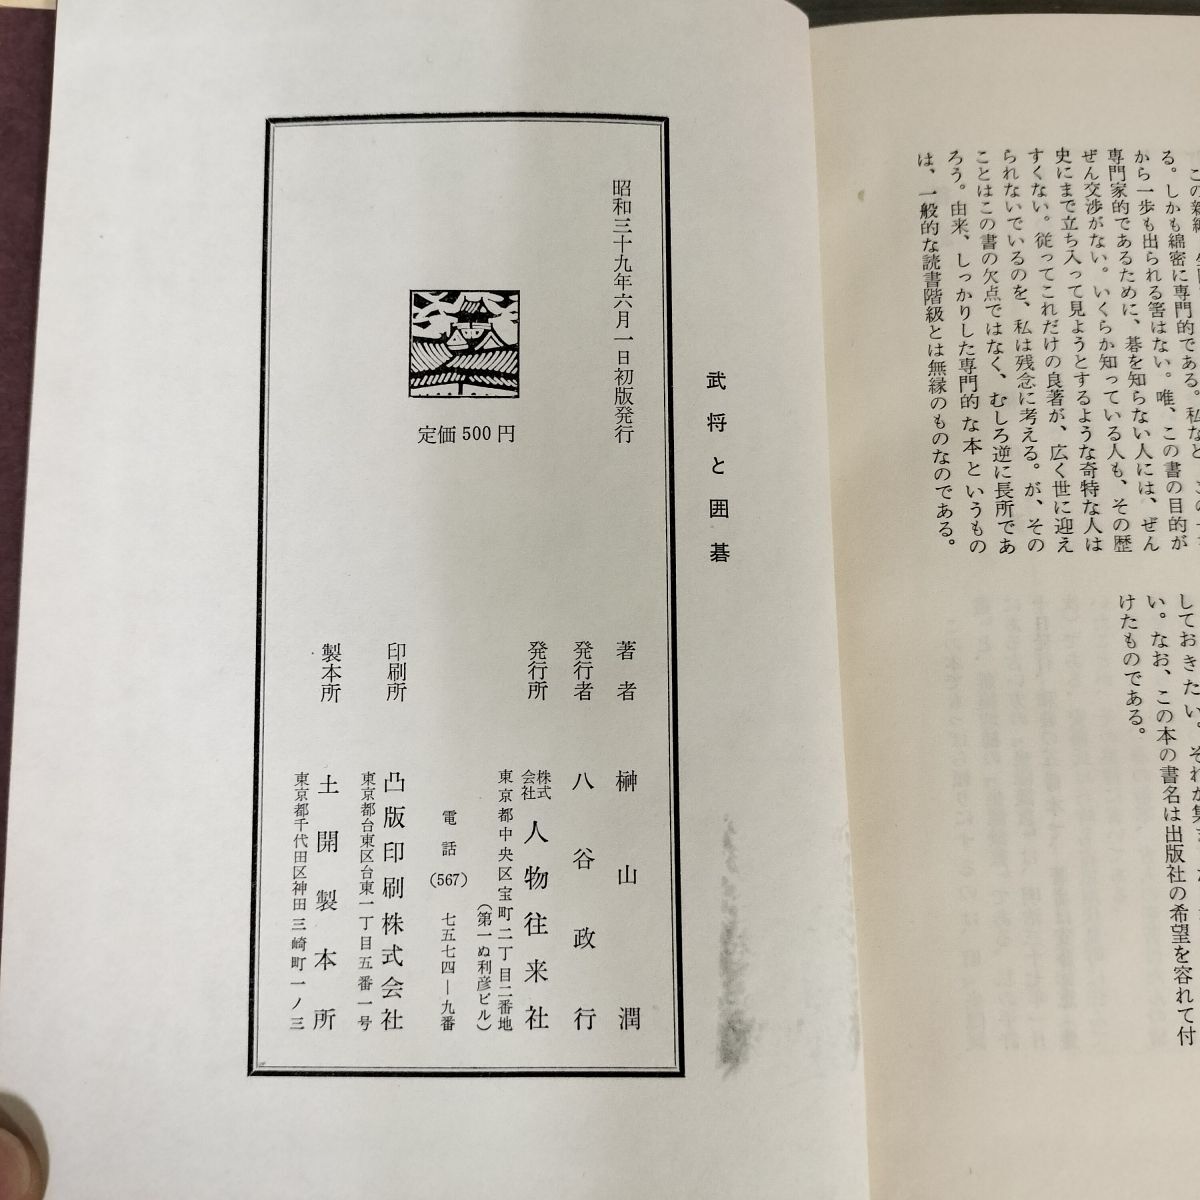 る。しかも綿密に専門的である。私など、この
から一歩も出られる筈はない。唯、この書の目的が
専門家的であるために、碁を知らない人には、ぜん
ぜん交渉がない。いくらか知っている人も、その歴
史にまで立ち入って見ようとするような奇特な人は
すくない。従ってこれだけの良著が、広く世に迎え
られないでいるのを、私は残念に考える。が、その
ことはこの書の欠点ではなく、むしろ逆に長所であ
ろう。由来、しっかりした専門的な本というもの
は、一般的な読書階級とは無縁のものなのである。
しておきたい。それが
い。なお、この本の書名は出版社の希望を容れて付
けたものである。
武将と囲碁
昭和三十九年六月一日初版発行
定価500円
著者 榊山潤
発行者 八谷政行
発行所 株式会社 人物往来社
東京都中央区宝町二丁目二番地
(第一ぬ利彦ビル)
電話(567)七五七四―九番
印刷所 凸版印刷株式会社
東京都台東区台東一丁目五番一号
製本所 土開製本所
東京都千代田区神田三崎町一ノ三